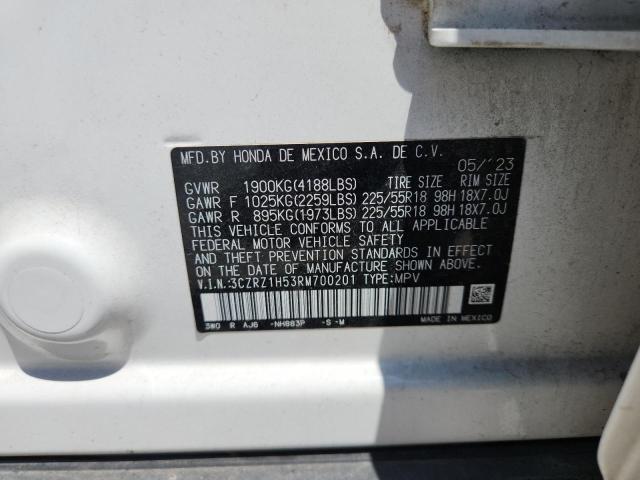 MFD.BY HONDA DE MEXICO S.A. DE C.V. 05/'23
GVWR 1900KG(4188LBS) TIRE SIZE RIM SIZE
GAWR F 1025KG(2259LBS) 225/55R18 98H 18X7.0J
GAWR R 895KG(1973LBS) 225/55R18 98H 18X7.0J
THIS VEHICLE CONFORMS TO ALL APPLICABLE
FEDERAL MOTOR VEHICLE SAFETY
AND THEFT PREVENTION STANDARDS IN EFFECT
ON THE DATE OF MANUFACTURE SHOWN ABOVE.
V.I.N.:3CZRZ1H53RM700201 TYPE:MPV
3W0 R AJ6 -NH883P -S -M MADE IN MEXICO